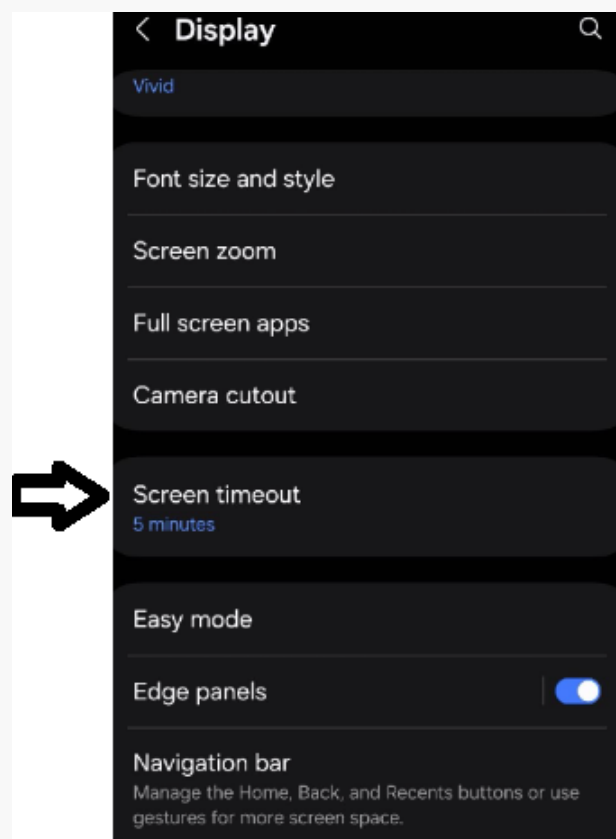 Display
Vivid
Font size and style
Screen zoom
Full screen apps
Camera cutout
Screen timeout
5 minutes
Easy mode
Edge panels
Navigation bar
Manage the Home, Back, and Recents buttons or use
gestures for more screen space.